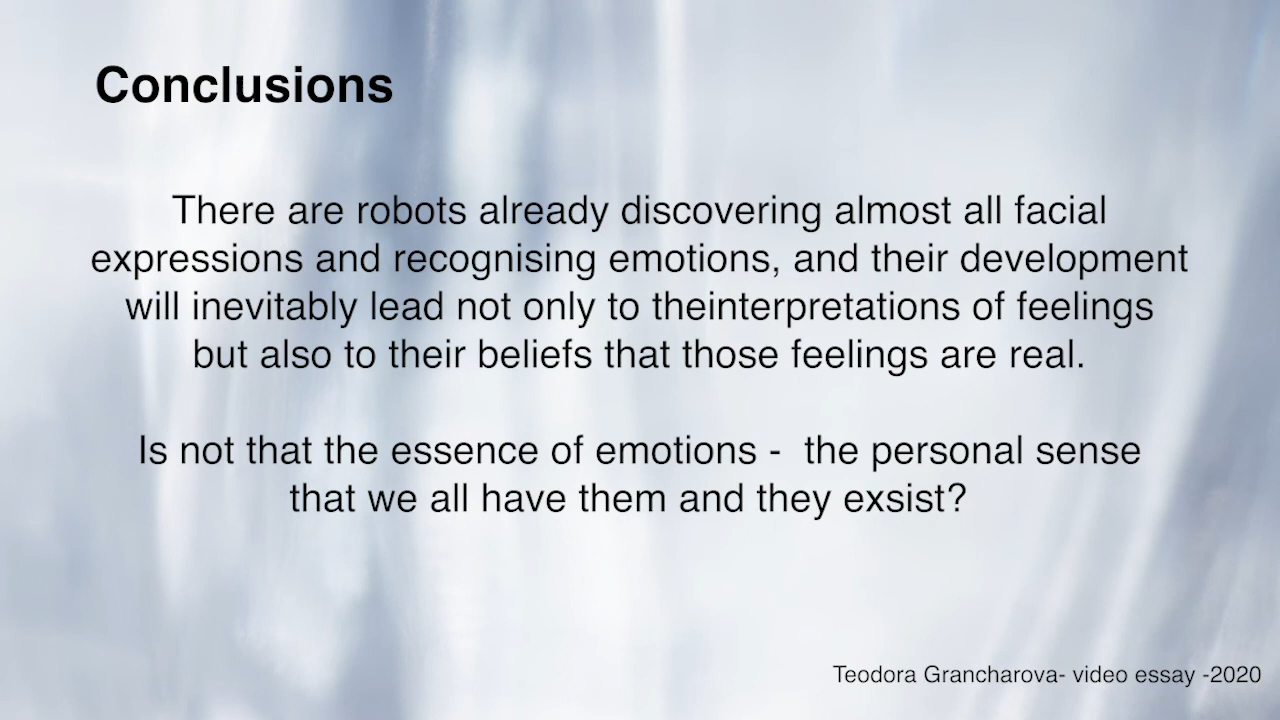 Conclusions
There are robots already discovering almost all facial
expressions and recognising emotions, and their development
will inevitably lead not only to theinterpretations of feelings
but also to their beliefs that those feelings are real.
Is not that the essence of emotions -  the personal sense
that we all have them and they exsist?
Teodora Grancharova- video essay -2020